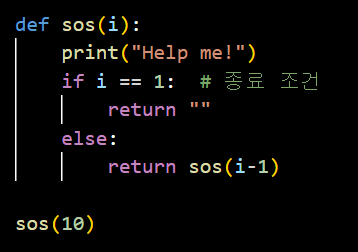 def sos(i):
    print("Help me!")
    if i == 1:  # 종료 조건
        return ""
    else:
        return sos(i-1)

sos(10)